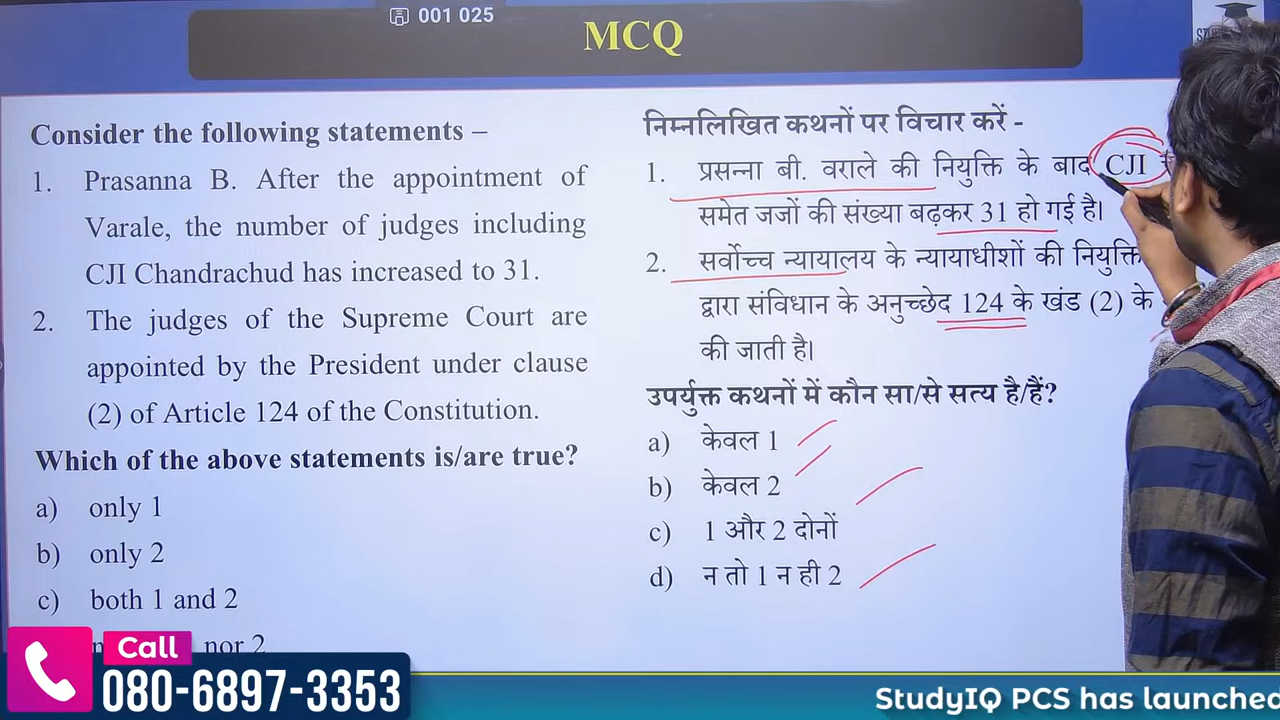 001 025
MCQ
Consider the following statements –
1. Prasanna B. After the appointment of
Varale, the number of judges including
CJI Chandrachud has increased to 31.
2. The judges of the Supreme Court are
appointed by the President under clause
(2) of Article 124 of the Constitution.
Which of the above statements is/are true?
a) only 1
b) only 2
c) both 1 and 2
nor 2
निम्नलिखित कथनों पर विचार करें -
1. प्रसन्ना बी. वराले की नियुक्ति के बाद CJI
समेत जजों की संख्या बढ़कर 31 हो गई है।
2. सर्वोच्च न्यायालय के न्यायाधीशों की नियुक्ति
द्वारा संविधान के अनुच्छेद 124 के खंड (2) के
की जाती है।
उपर्युक्त कथनों में कौन सा/से सत्य है/हैं?
a) केवल 1
b) केवल 2
c) 1 और 2 दोनों
d) न तो 1 न ही 2
Call
080-6897-3353
StudyIQ PCS has launched